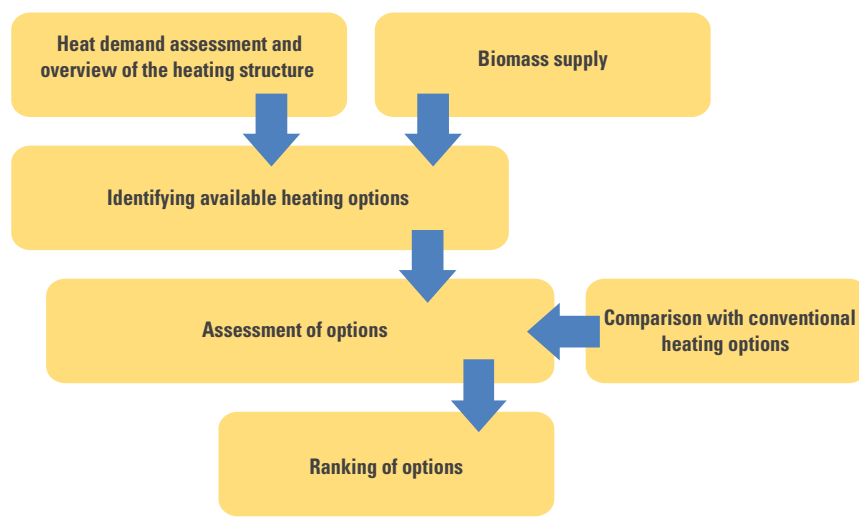 Heat demand assessment and
overview of the heating structure
Biomass supply
Identifying available heating options
Assessment of options
Comparison with conventional
heating options
Ranking of options